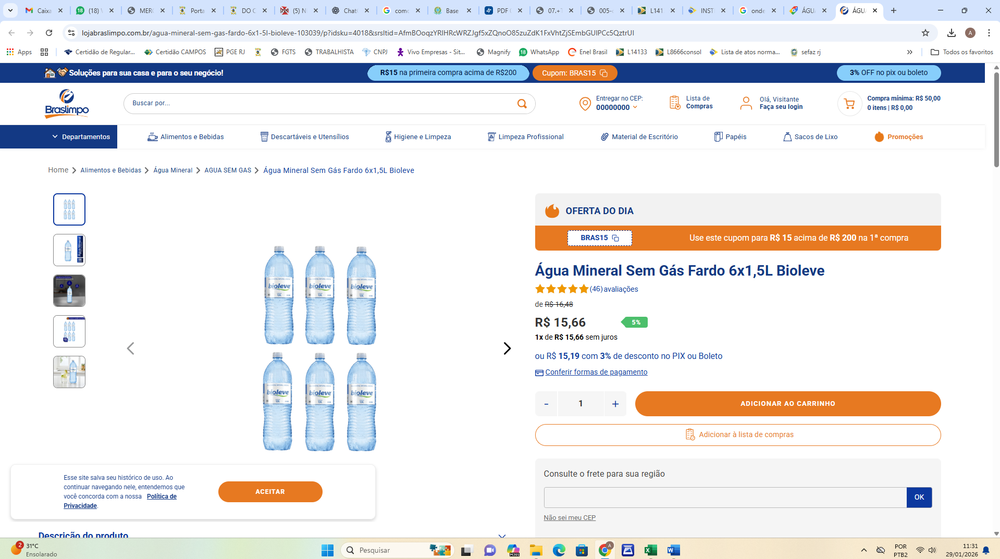 Caixa
(18)
MERC
Porta
DO C
(5) N
Chat
como
Base
PDF
07.+1
005-
L141
INST
onde
ÁGU
ÁGU
lojabraslimpo.com.br/agua-mineral-sem-gas-fardo-6x1-5l-bioleve-103039/p?idsku=4018&srsltid=AfmBOoqzYRIHRcWRZJgf5xZQnoO85zuZdK1FxVhtZjSEmbGUIPCc5QztrUI
A
Apps
Certidão de Regular...
Certidão CAMPOS
PGE RJ
FGTS
TRABALHISTA
CNPJ
Vivo Empresas - Sit...
Magnify
WhatsApp
Enel Brasil
L14133
L8666consol
Lista de atos norma...
sefaz rj
Todos os favoritos
Soluções para sua casa e para o seu negócio!
R$15 na primeira compra acima de R$200
Cupom: BRAS15
3% OFF no pix ou boleto
Braslimpo
Buscar por...
Entregar no CEP:
00000000
Lista de
Compras
Olá, Visitante
Faça seu login
Compra mínima: R$ 50,00
0 itens | R$ 0,00
Departamentos
Alimentos e Bebidas
Descartáveis e Utensílios
Higiene e Limpeza
Limpeza Profissional
Material de Escritório
Papéis
Sacos de Lixo
Promoções
Home > Alimentos e Bebidas > Água Mineral > AGUA SEM GAS > Água Mineral Sem Gás Fardo 6x1,5L Bioleve
Água Mineral
bioleve bioleve bioleve
bioleve bioleve bioleve
OFERTA DO DIA
BRAS15
Use este cupom para R$ 15 acima de R$ 200 na 1ª compra
Água Mineral Sem Gás Fardo 6x1,5L Bioleve
(46) avaliações
de R$ 16,48
R$ 15,66
5%
1x de R$ 15,66 sem juros
ou R$ 15,19 com 3% de desconto no PIX ou Boleto
Conferir formas de pagamento
- 1 +
ADICIONAR AO CARRINHO
Adicionar à lista de compras
Consulte o frete para sua região
OK
Não sei meu CEP
Esse site salva seu histórico de uso. Ao
continuar navegando nele, entendemos que
você concorda com a nossa Política de
Privacidade.
ACEITAR
Descrição do produto
2
31°C
Ensolarado
Pesquisar
M365
A
POR
PTB2
11:31
29/01/2026